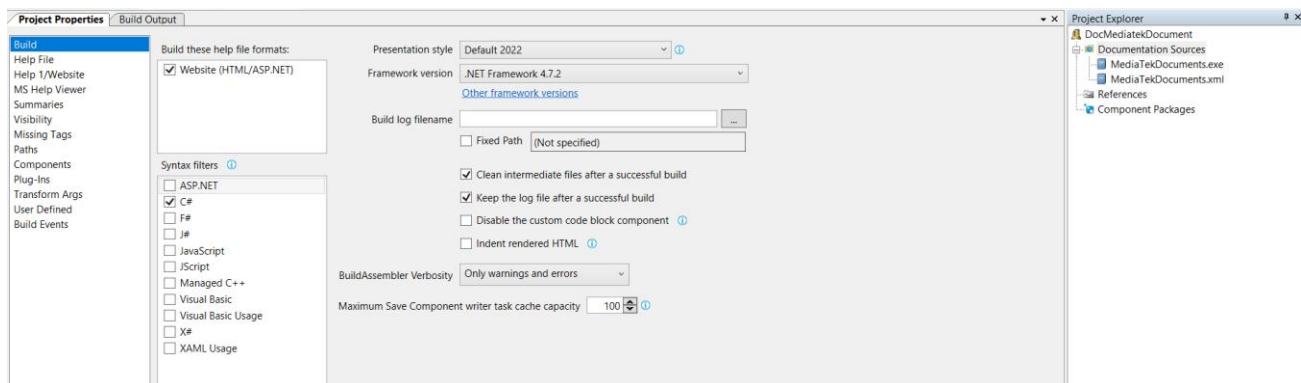 Project Properties Build Output
Build
Help File
Help 1/Website
MS Help Viewer
Summaries
Visibility
Missing Tags
Paths
Components
Plug-Ins
Transform Args
User Defined
Build Events
Build these help file formats:
Website (HTML/ASP.NET)
Syntax filters
ASP.NET
C#
F#
J#
JavaScript
JScript
Managed C++
Visual Basic
Visual Basic Usage
X#
XAML Usage
Presentation style Default 2022
Framework version .NET Framework 4.7.2
Other framework versions
Build log filename ...
Fixed Path (Not specified)
Clean intermediate files after a successful build
Keep the log file after a successful build
Disable the custom code block component
Indent rendered HTML
BuildAssembler Verbosity Only warnings and errors
Maximum Save Component writer task cache capacity 100
Project Explorer
DocMediatekDocument
Documentation Sources
MediaTekDocuments.exe
MediaTekDocuments.xml
References
Component Packages